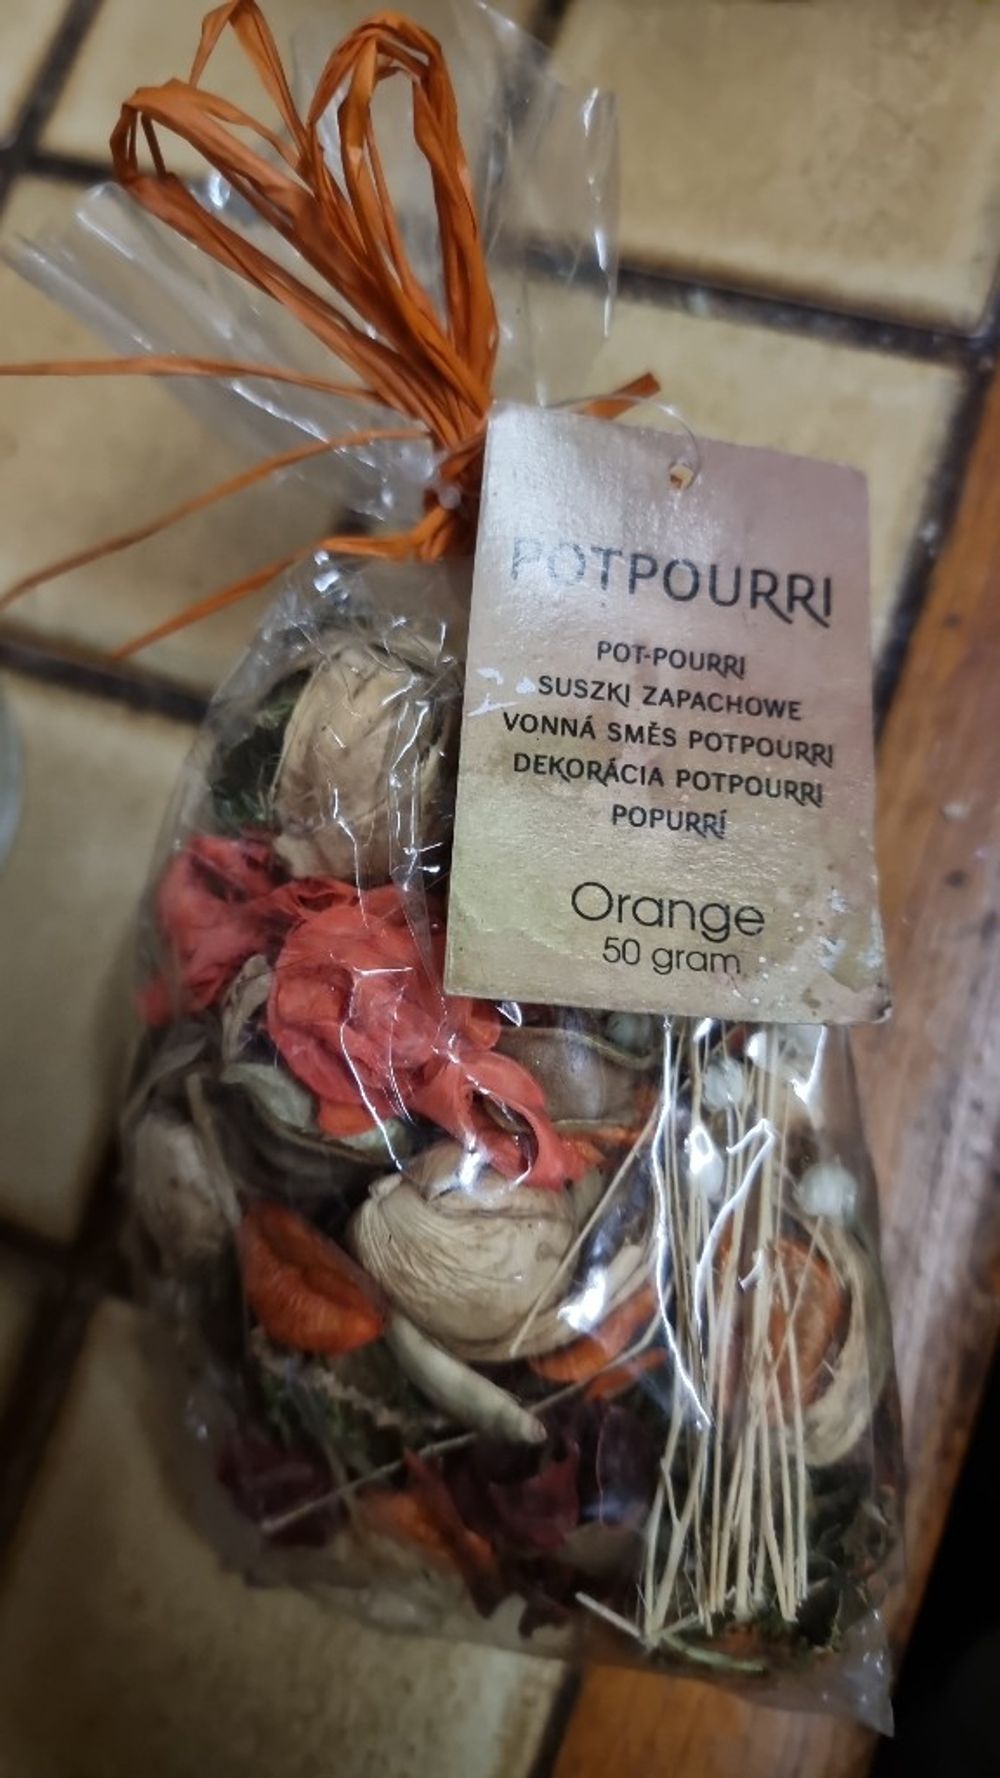 POTPOURRI
POT-POURRI
SUSZKI ZAPACHOWE
VONNÁ SMĚS POTPOURRI
DEKORÁCIA POTPOURRI
POPURRÍ
Orange
50 gram